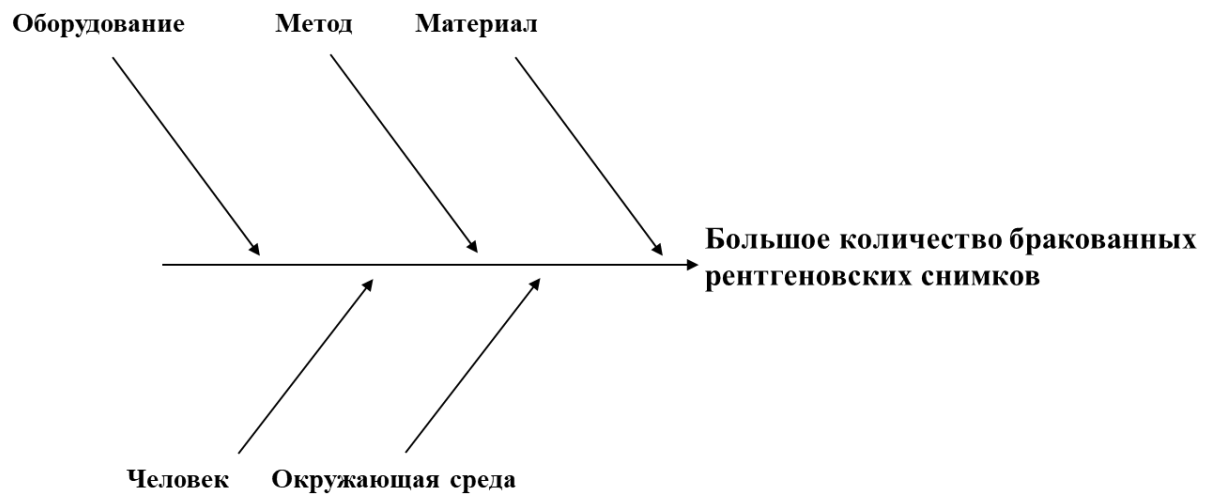 Оборудование
Метод
Материал
Большое количество бракованных
рентгеновских снимков
Человек
Окружающая среда